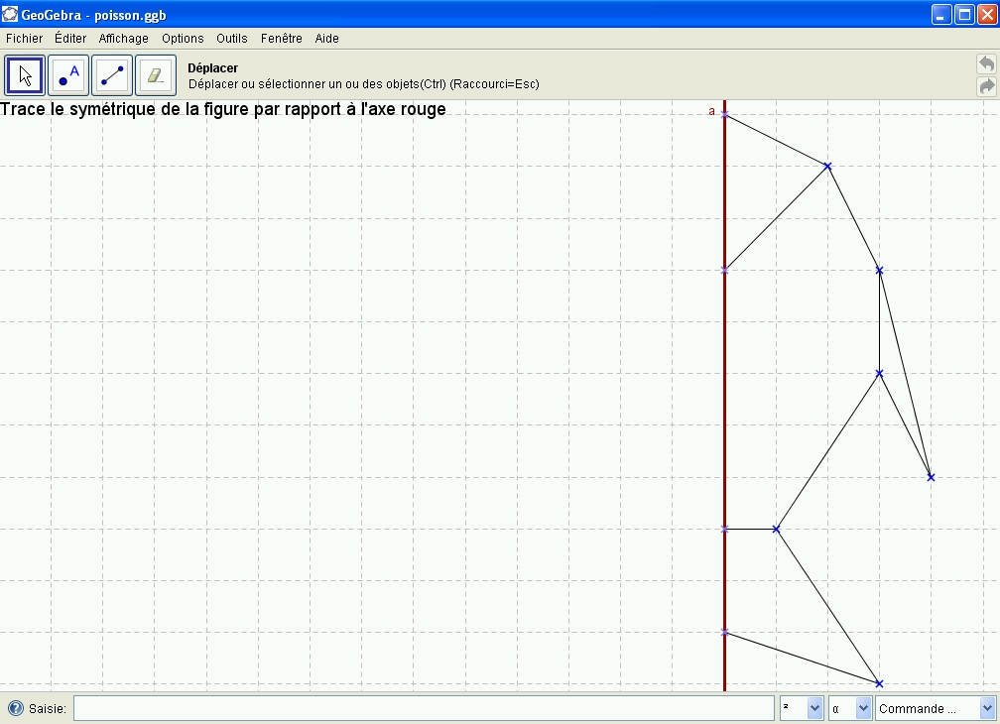 GeoGebra - poisson.ggb
Fichier Éditer Affichage Options Outils Fenêtre Aide
A
Déplacer
Déplacer ou sélectionner un ou des objets(Ctrl) (Raccourci=Esc)
Trace le symétrique de la figure par rapport à l'axe rouge
a
Saisie:
²
α
Commande ...